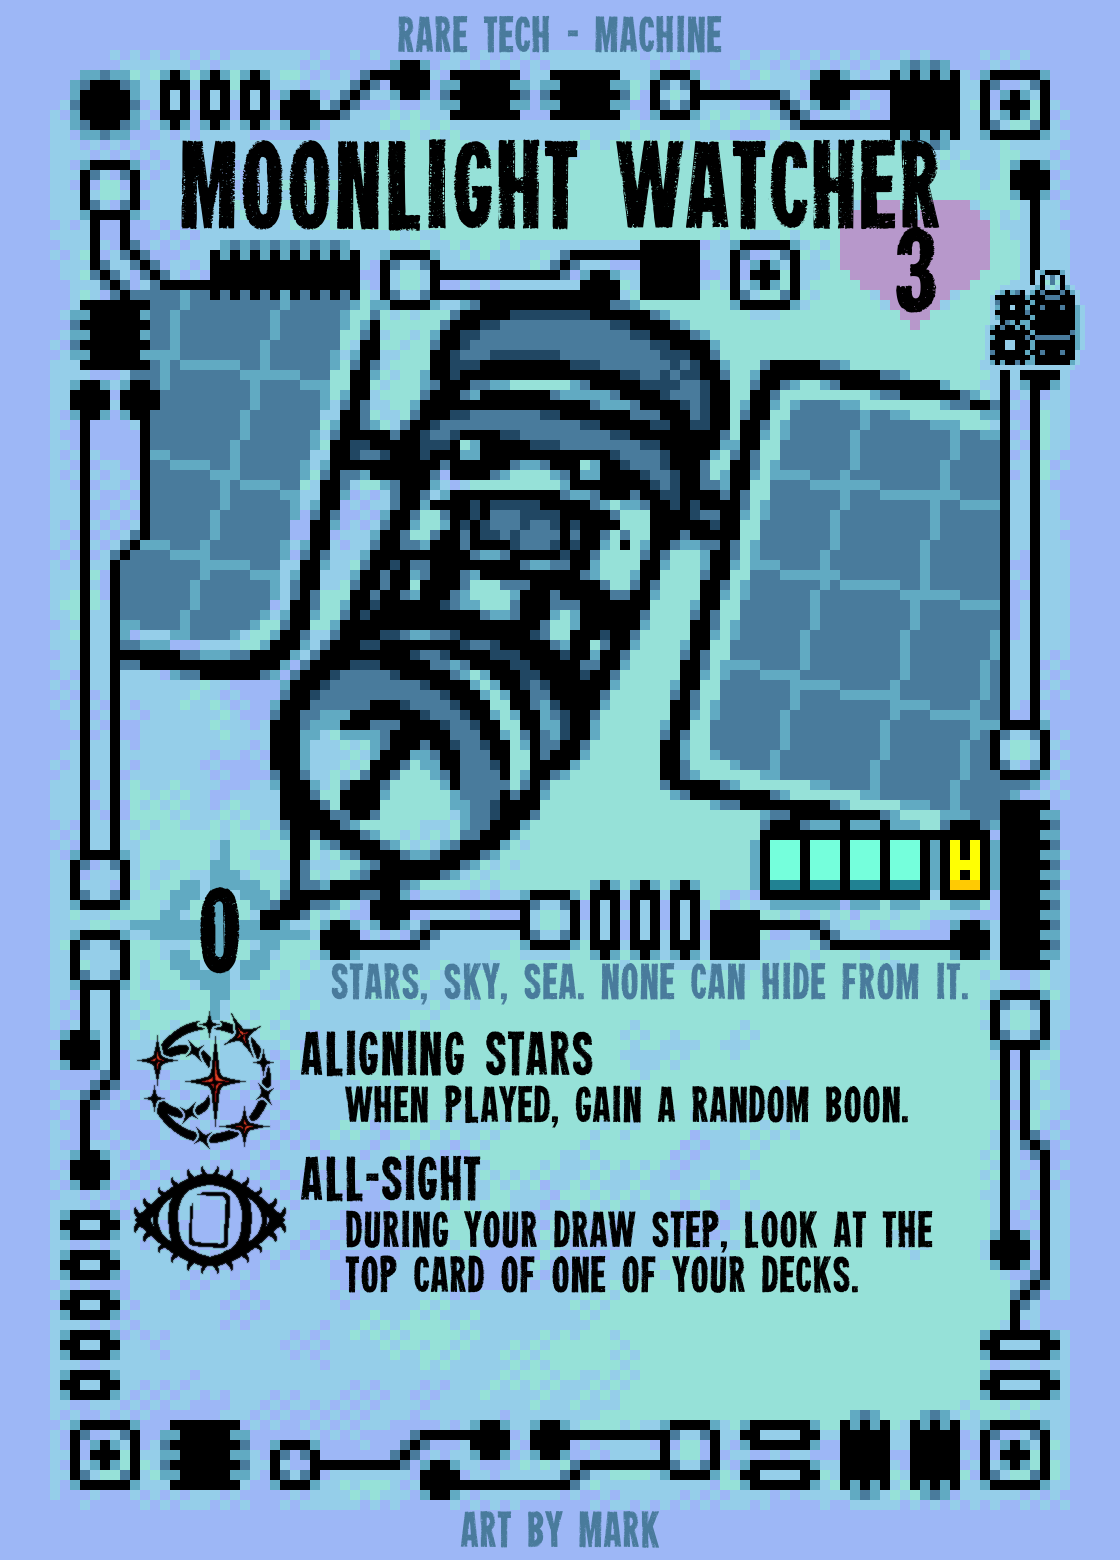 RARE TECH - MACHINE
MOONLIGHT WATCHER
3
0
STARS, SKY, SEA. NONE CAN HIDE FROM IT.
ALIGNING STARS
WHEN PLAYED, GAIN A RANDOM BOON.
ALL-SIGHT
DURING YOUR DRAW STEP, LOOK AT THE
TOP CARD OF ONE OF YOUR DECKS.
ART BY MARK